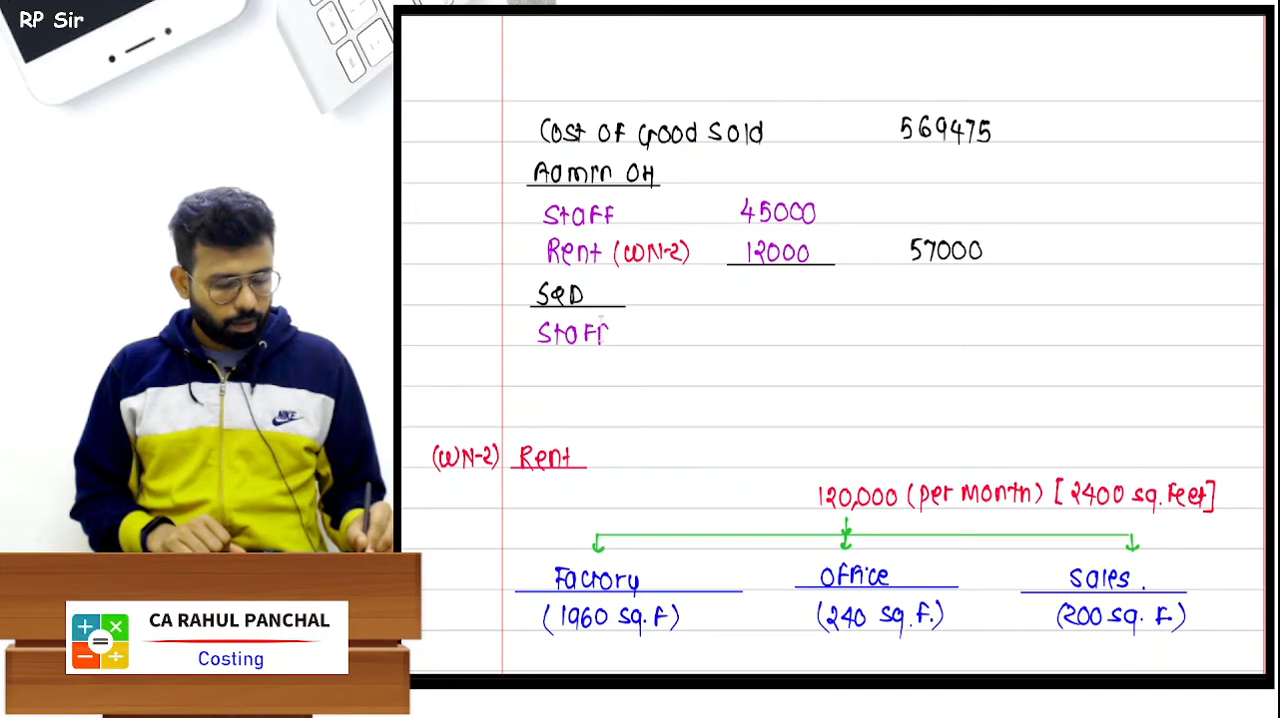 RP Sir
Cost of Good Sold 569475
Admin OH
Staff 45000
Rent (WN-2) 12000 57000
S&D
Staff
(WN-2) Rent
120,000 (per month) [2400 sq. Feet]
Factory Office Sales.
(1960 sq. f) (240 sq. f.) (200 sq. f.)
NIKE
CA RAHUL PANCHAL
Costing